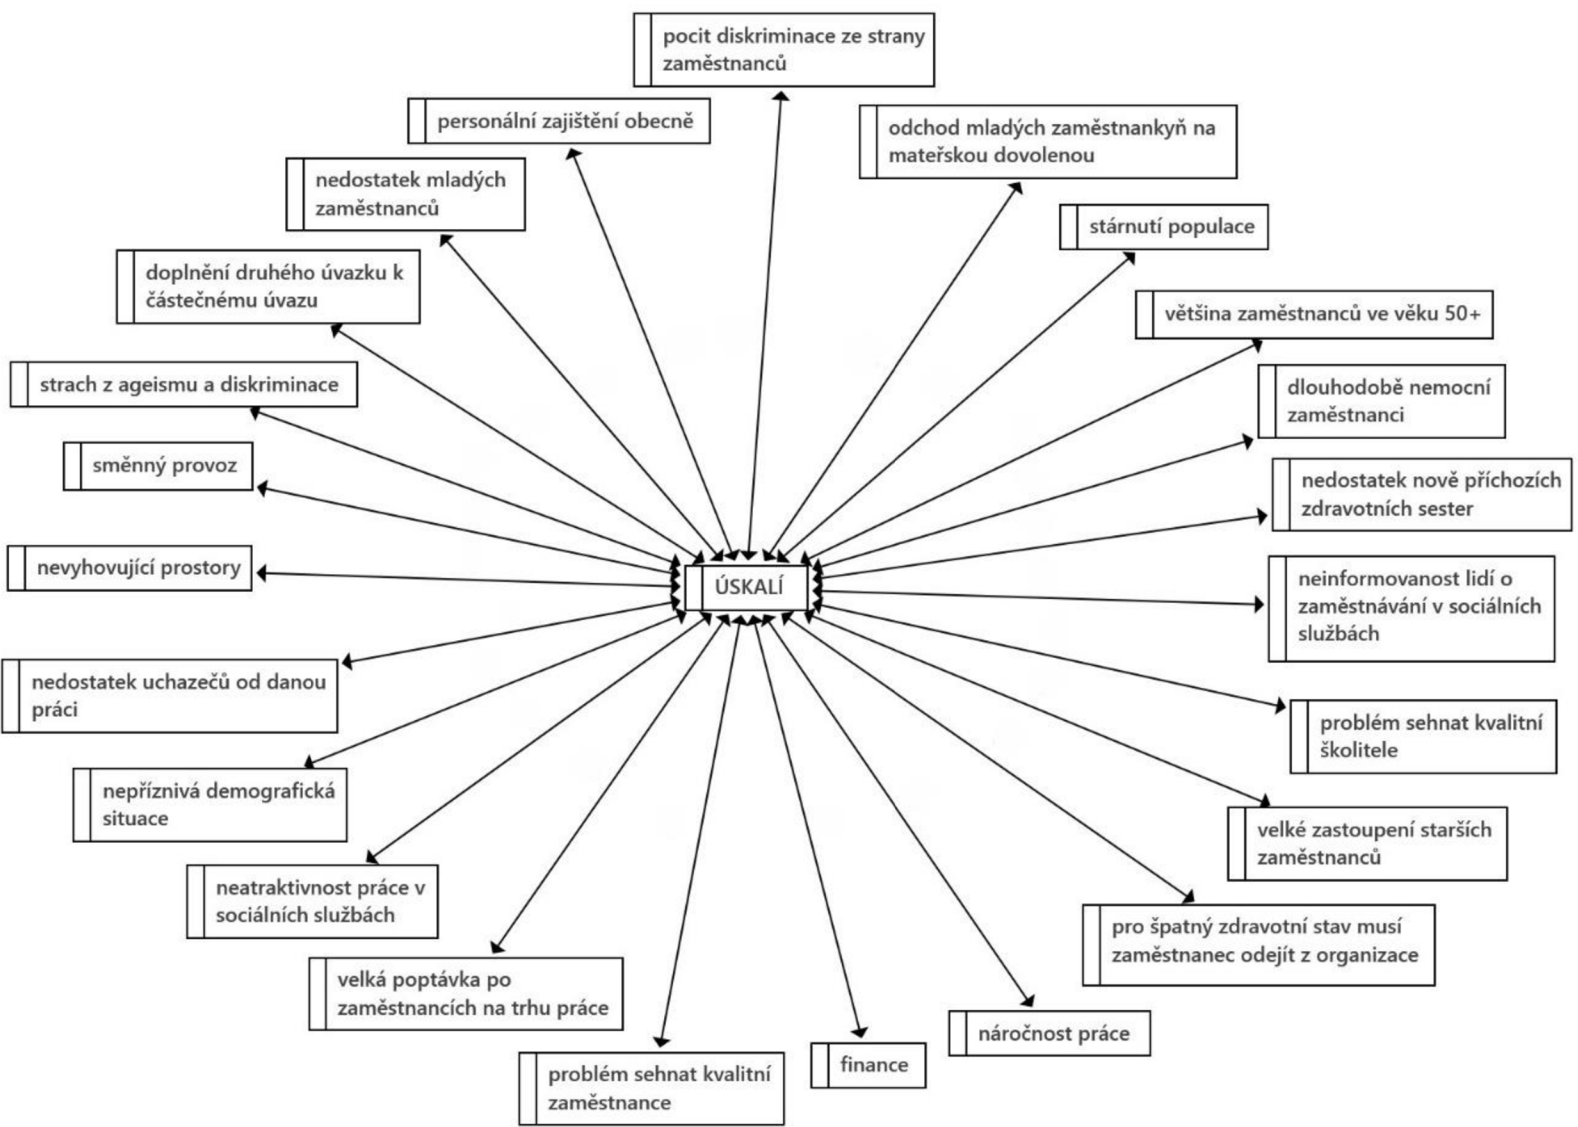 pocit diskriminace ze strany
zaměstnanců
personální zajištění obecně
odchod mladých zaměstnankyň na
mateřskou dovolenou
nedostatek mladých
zaměstnanců
stárnutí populace
doplnění druhého úvazku k
částečnému úvazu
většina zaměstnanců ve věku 50+
strach z ageismu a diskriminace
dlouhodobě nemocní
zaměstnanci
směnný provoz
nedostatek nově příchozích
zdravotních sester
nevyhovující prostory
ÚSKALÍ
neinformovanost lidí o
zaměstnávání v sociálních
službách
nedostatek uchazečů od danou
práci
problém sehnat kvalitní
školitele
nepříznivá demografická
situace
velké zastoupení starších
zaměstnanců
neatraktivnost práce v
sociálních službách
pro špatný zdravotní stav musí
zaměstnanec odejít z organizace
velká poptávka po
zaměstnancích na trhu práce
náročnost práce
finance
problém sehnat kvalitní
zaměstnance